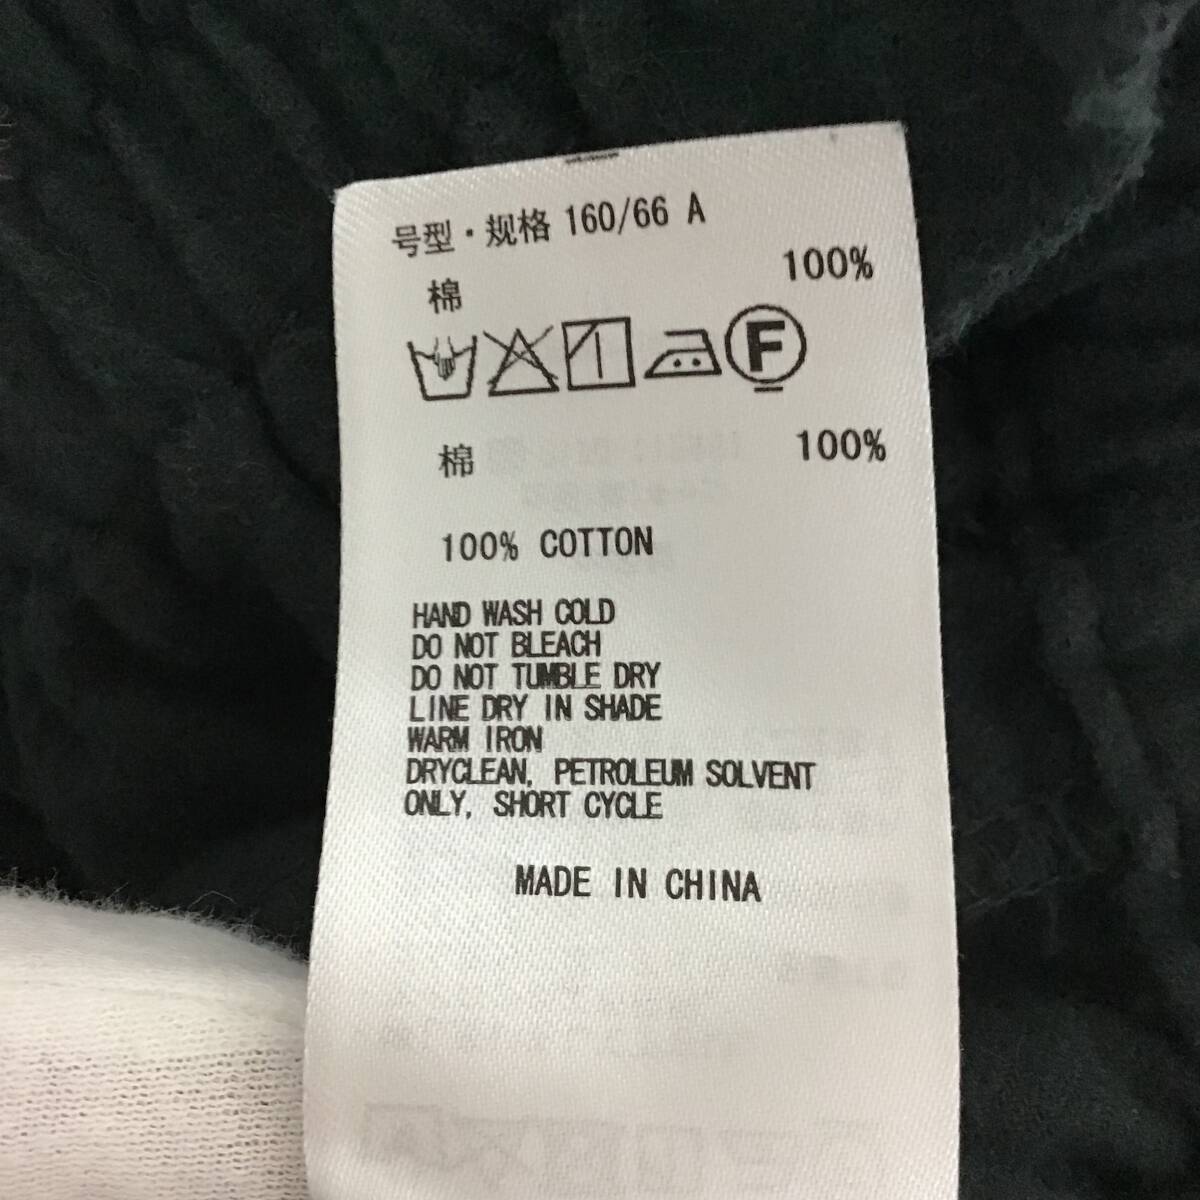 号型·规格 160/66 A
棉 100%
F
棉 100%
100% COTTON
HAND WASH COLD
DO NOT BLEACH
DO NOT TUMBLE DRY
LINE DRY IN SHADE
WARM IRON
DRYCLEAN, PETROLEUM SOLVENT
ONLY, SHORT CYCLE
MADE IN CHINA